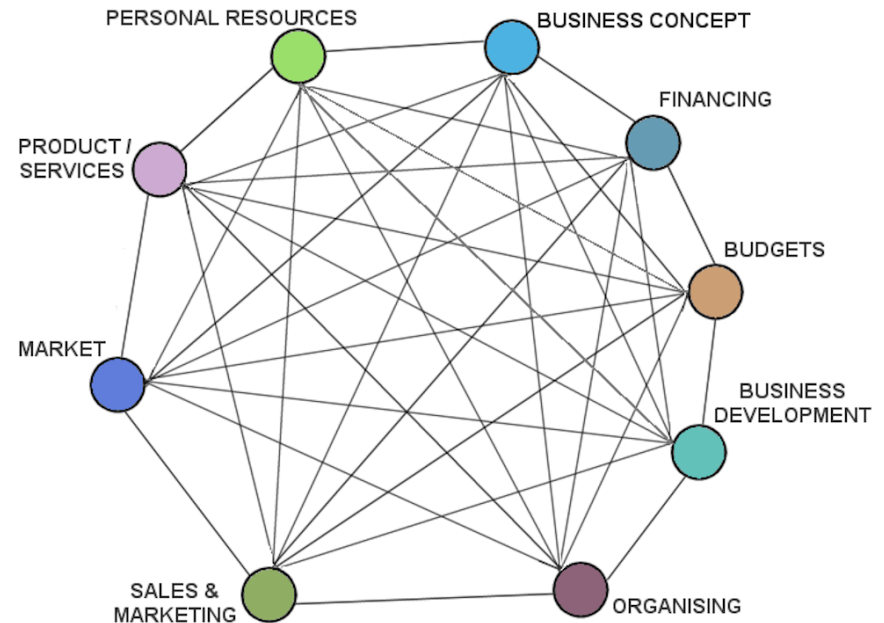 PERSONAL RESOURCES
BUSINESS CONCEPT
FINANCING
PRODUCT /
SERVICES
BUDGETS
MARKET
BUSINESS
DEVELOPMENT
SALES &
MARKETING
ORGANISING